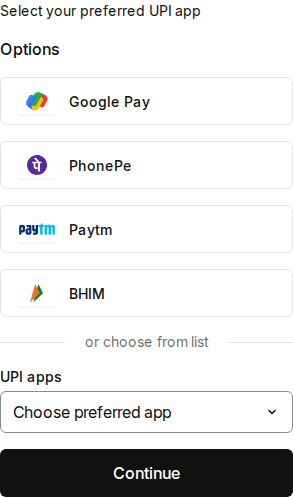 Select your preferred UPI app
Options
Google Pay
पे PhonePe
paytm Paytm
BHIM
or choose from list
UPI apps
Choose preferred app
Continue